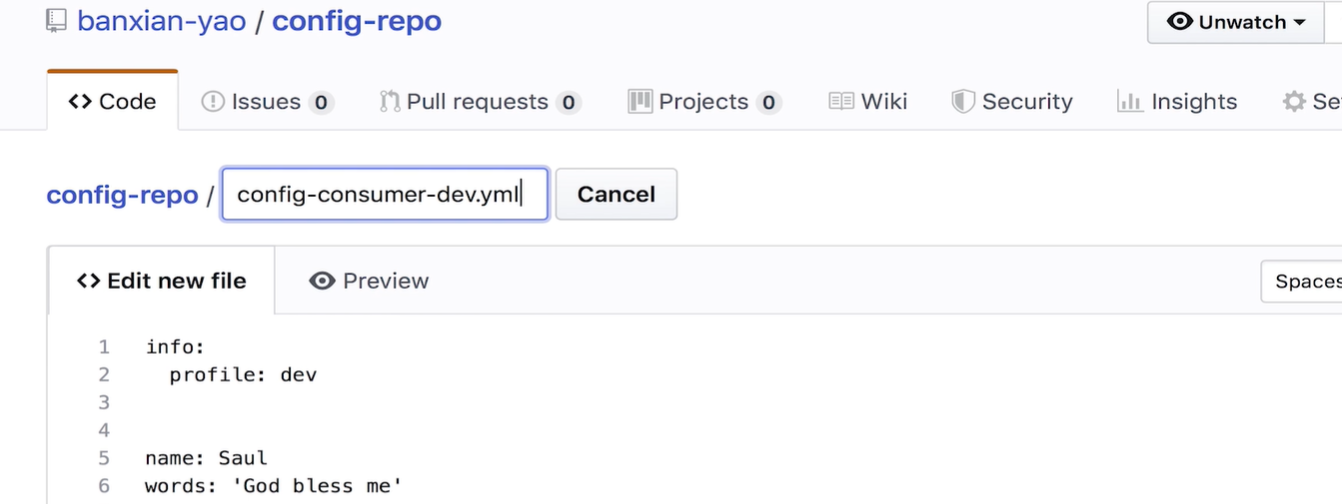 banxian-yao / config-repo
Unwatch
Code
Issues 0
Pull requests 0
Projects 0
Wiki
Security
Insights
Se
config-repo / config-consumer-dev.yml
Cancel
Edit new file
Preview
Spaces
1 info:
2   profile: dev
3
4
5 name: Saul
6 words: 'God bless me'